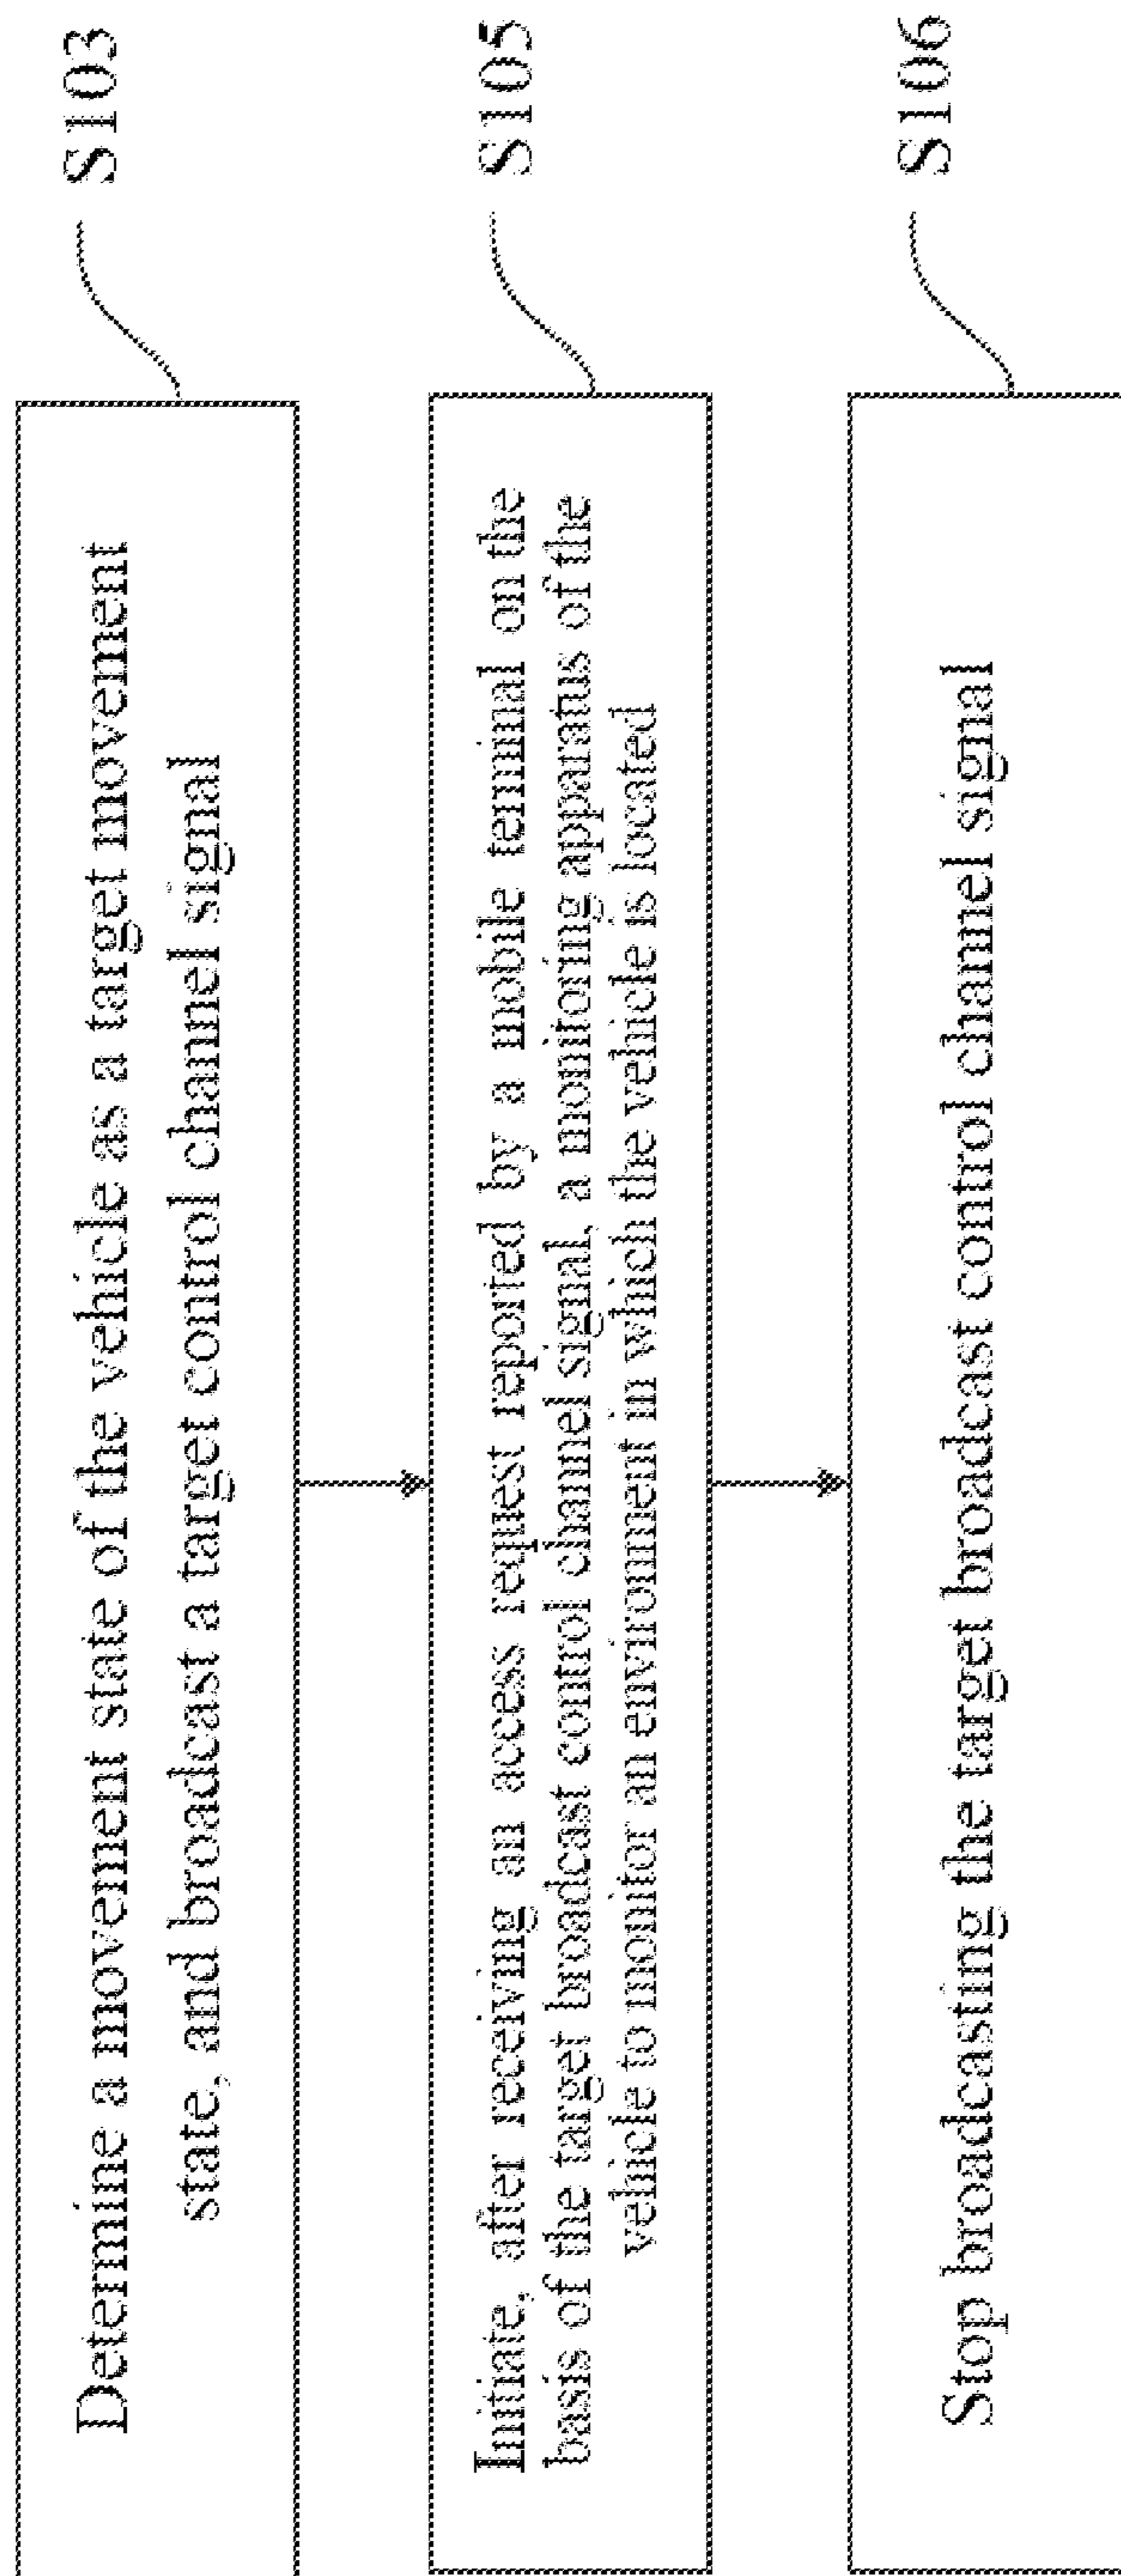 Determine a movement state of the vehicle as a target movement
state, and broadcast a target control channel signal
S103
Initiate, after receiving an access request reported by a mobile terminal on the
basis of the target broadcast control channel signal, a monitoring apparatus of the
vehicle to monitor an environment in which the vehicle is located
S105
Stop broadcasting the target broadcast control channel signal
S106